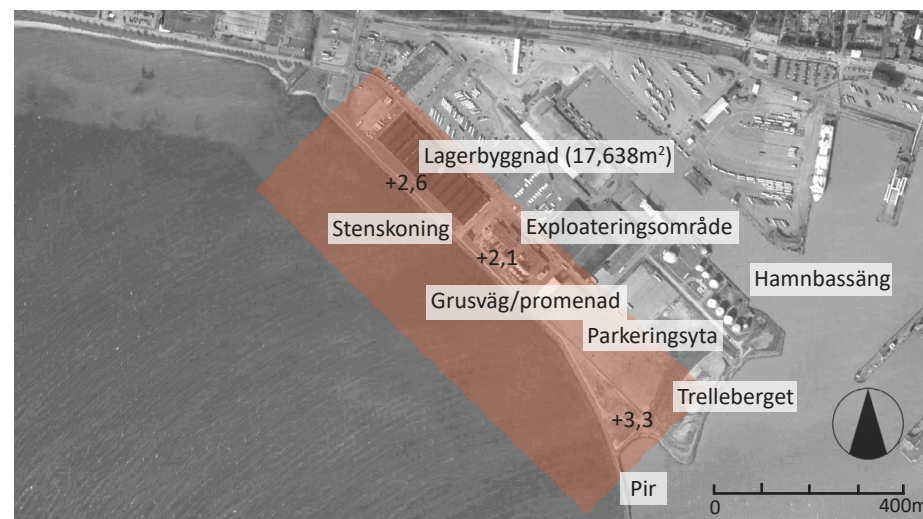 Lagerbyggnad (17,638m²)
+2,6
Stenskoning
Exploateringsområde
+2,1
Hamnbassäng
Grusväg/promenad
Parkeringsyta
Trelleberget
+3,3
Pir
0
400m